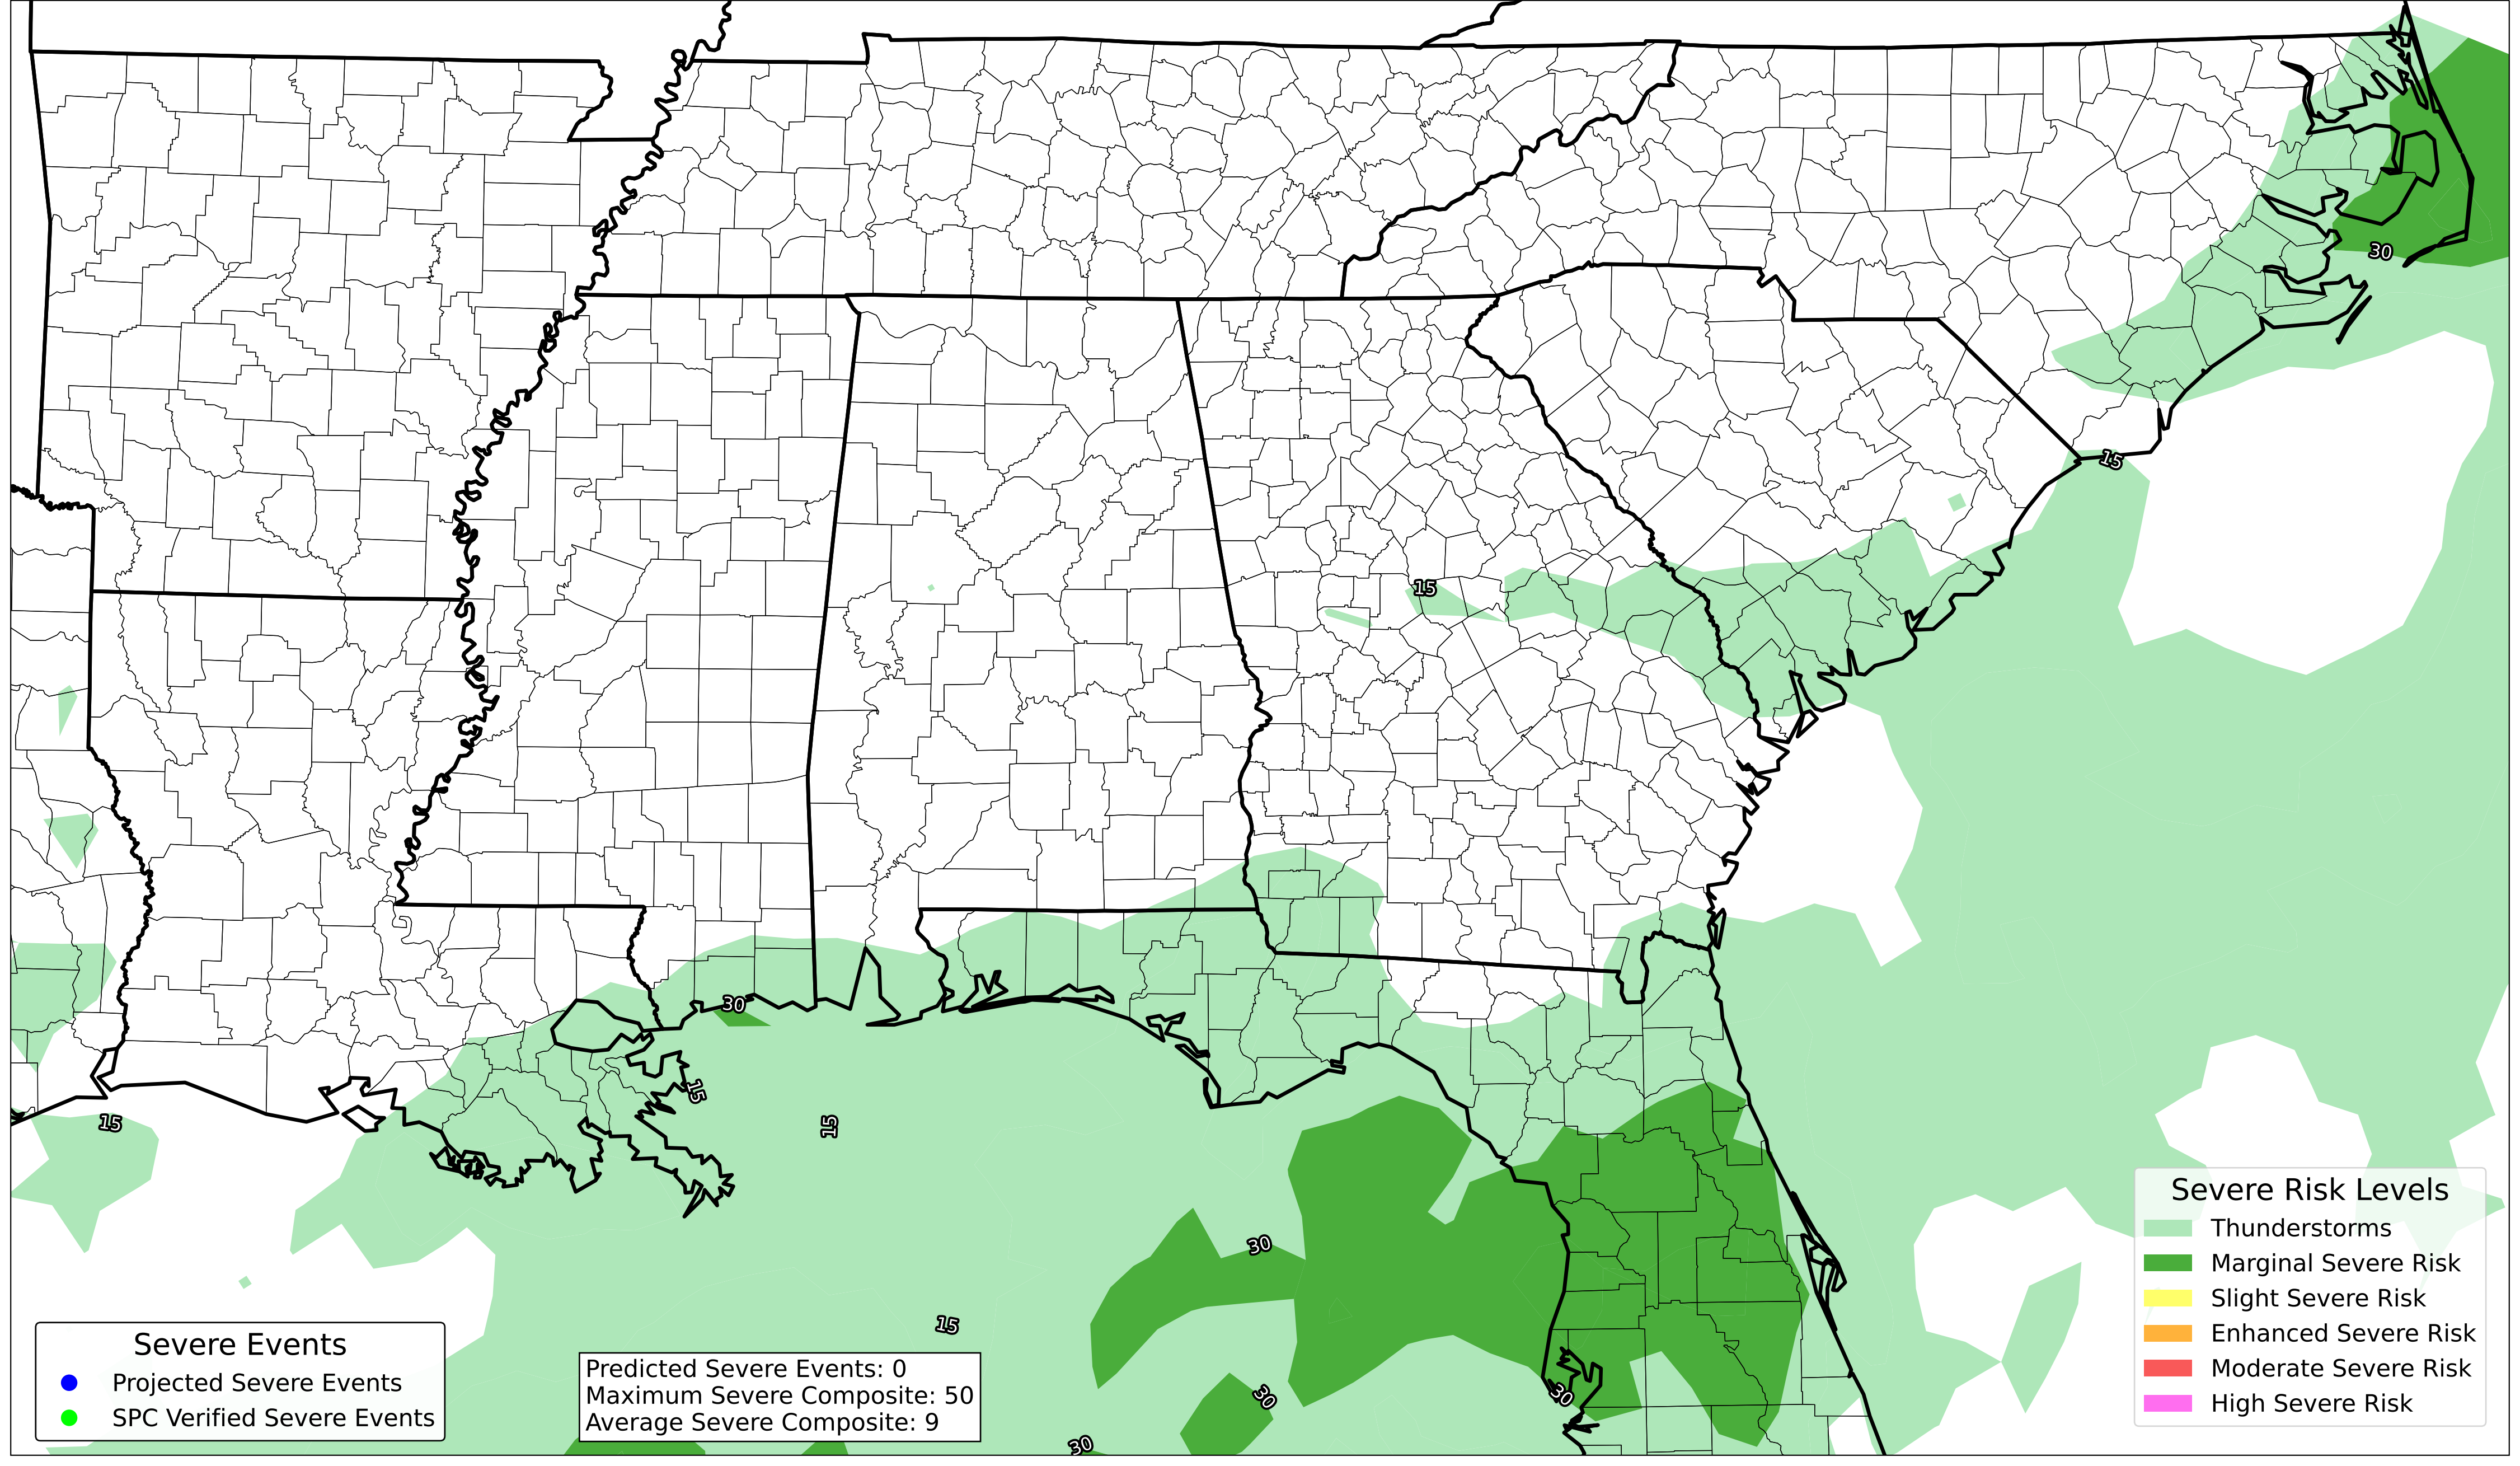 30
15
15
30
15
15
15
30
15
30
30
30
Severe Risk Levels
Thunderstorms
Marginal Severe Risk
Slight Severe Risk
Enhanced Severe Risk
Moderate Severe Risk
High Severe Risk
Severe Events
Projected Severe Events
SPC Verified Severe Events
Predicted Severe Events: 0
Maximum Severe Composite: 50
Average Severe Composite: 9